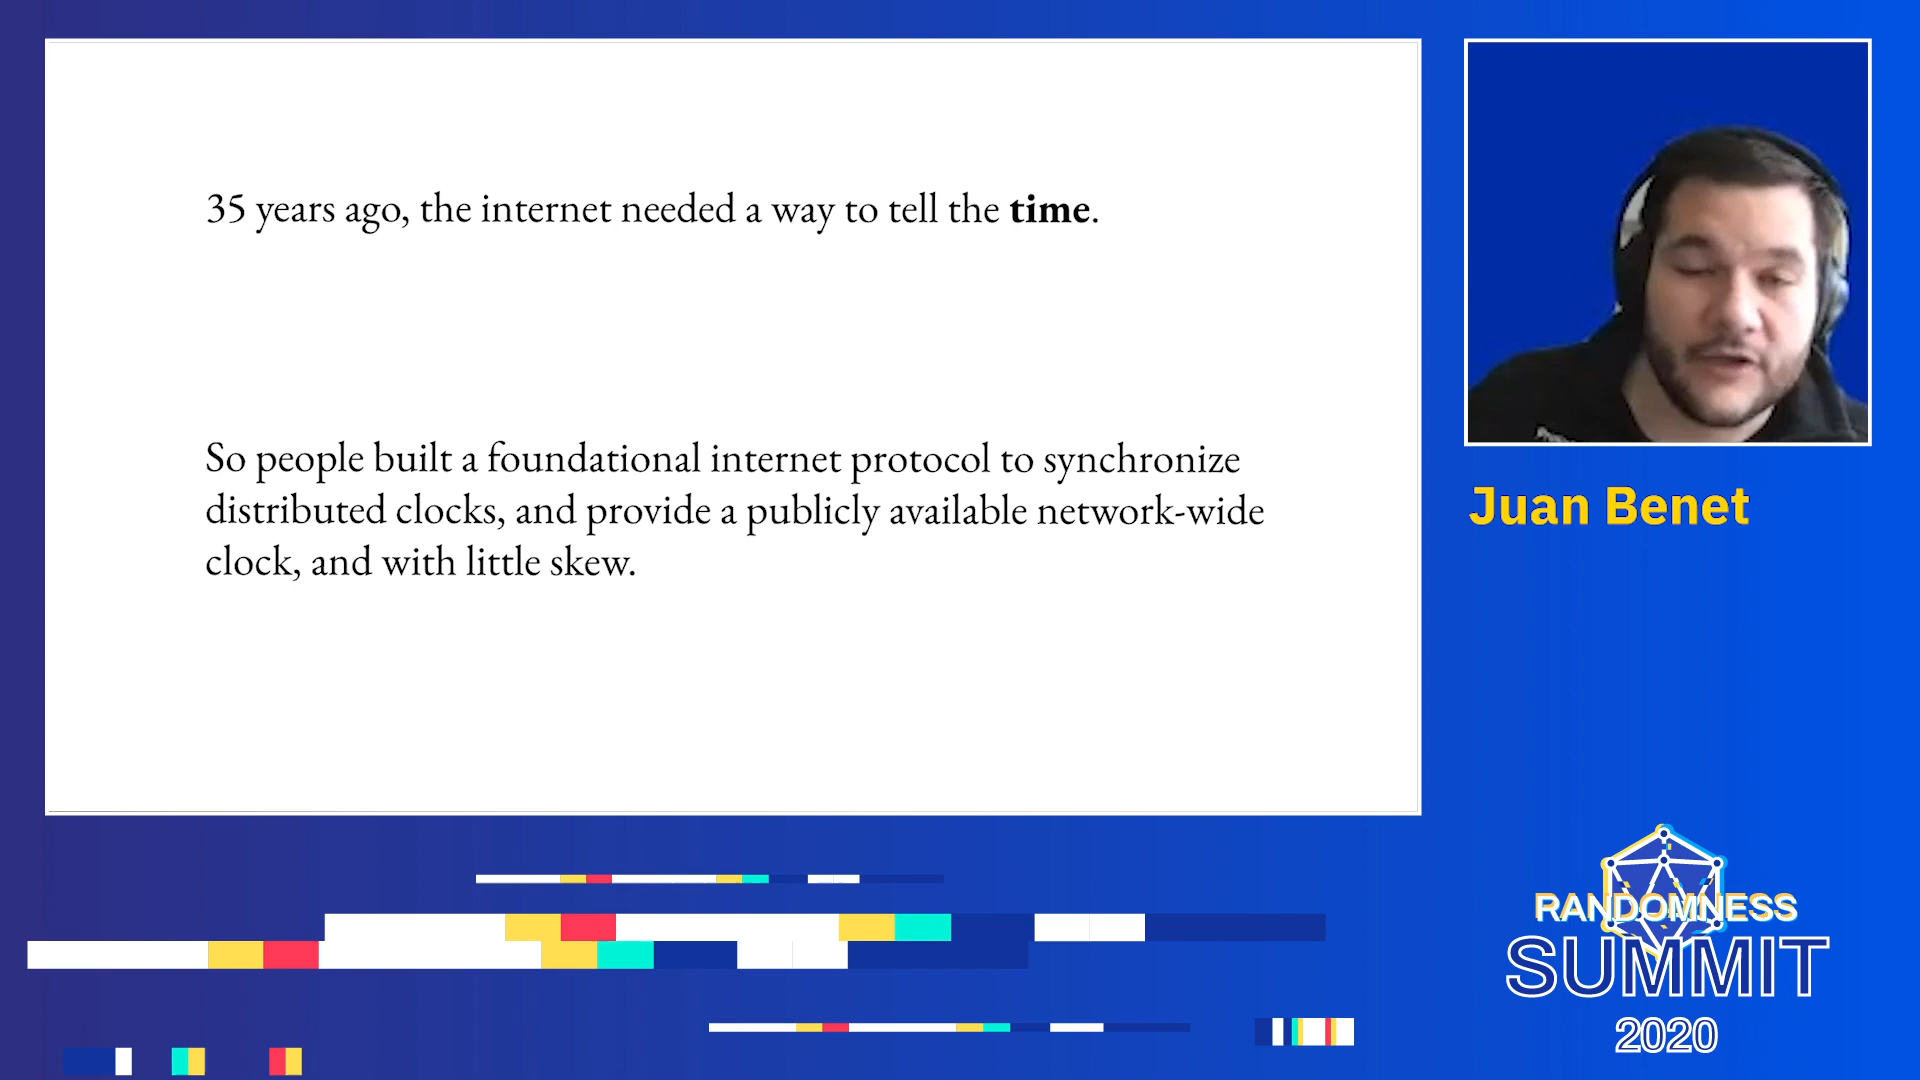 35 years ago, the internet needed a way to tell the time.
So people built a foundational internet protocol to synchronize
distributed clocks, and provide a publicly available network-wide
clock, and with little skew.
Juan Benet
RANDOMNESS
SUMMIT
2020